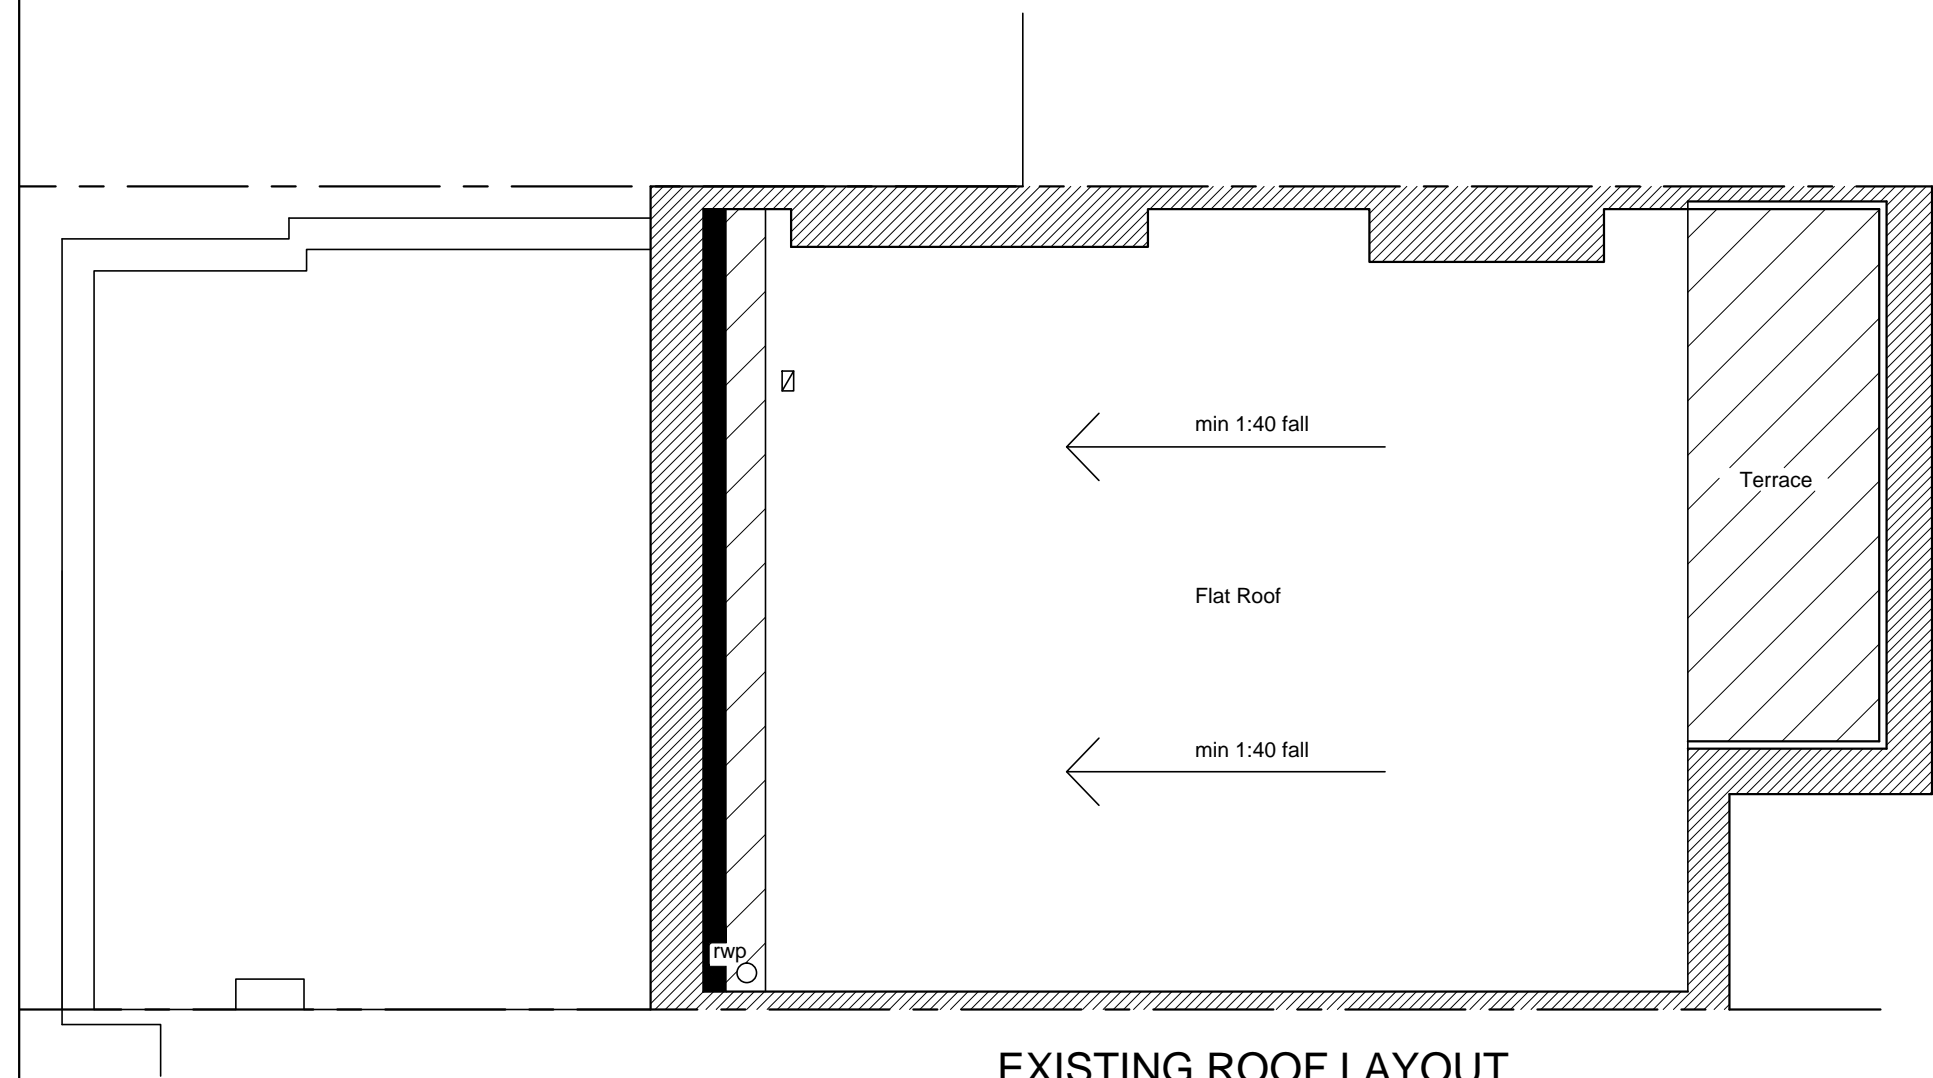 min 1:40 fall
Terrace
Flat Roof
min 1:40 fall
rwp
EXISTING ROOF LAYOUT